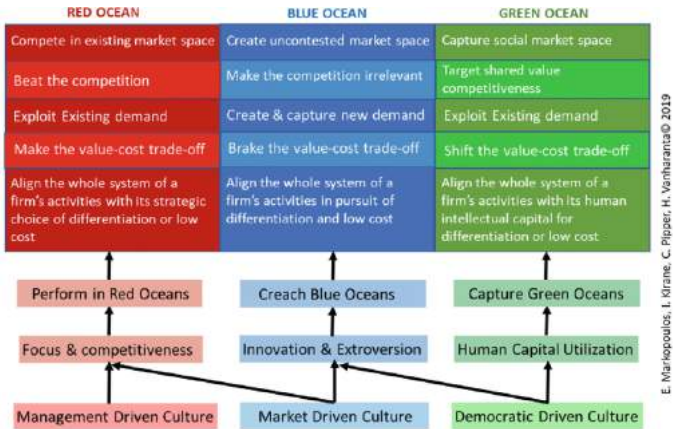 RED OCEAN
BLUE OCEAN
GREEN OCEAN
Compete in existing market space
Create uncontested market space
Capture social market space
Beat the competition
Make the competition irrelevant
Target shared value
competitiveness
Exploit Existing demand
Create & capture new demand
Exploit Existing demand
Make the value-cost trade-off
Brake the value-cost trade-off
Shift the value-cost trade-off
Align the whole system of a
firm's activities with its strategic
choice of differentiation or low
cost
Align the whole system of a
firm's activities in pursuit of
differentiation and low cost
Align the whole system of a
firm's activities with its human
intellectual capital for
differentiation or low cost
Perform in Red Oceans
Creach Blue Oceans
Capture Green Oceans
Focus & competitiveness
Innovation & Extroversion
Human Capital Utilization
Management Driven Culture
Market Driven Culture
Democratic Driven Culture
E. Markopoulos, I. Kirane, C. Pipper, H. Vanharanta© 2019